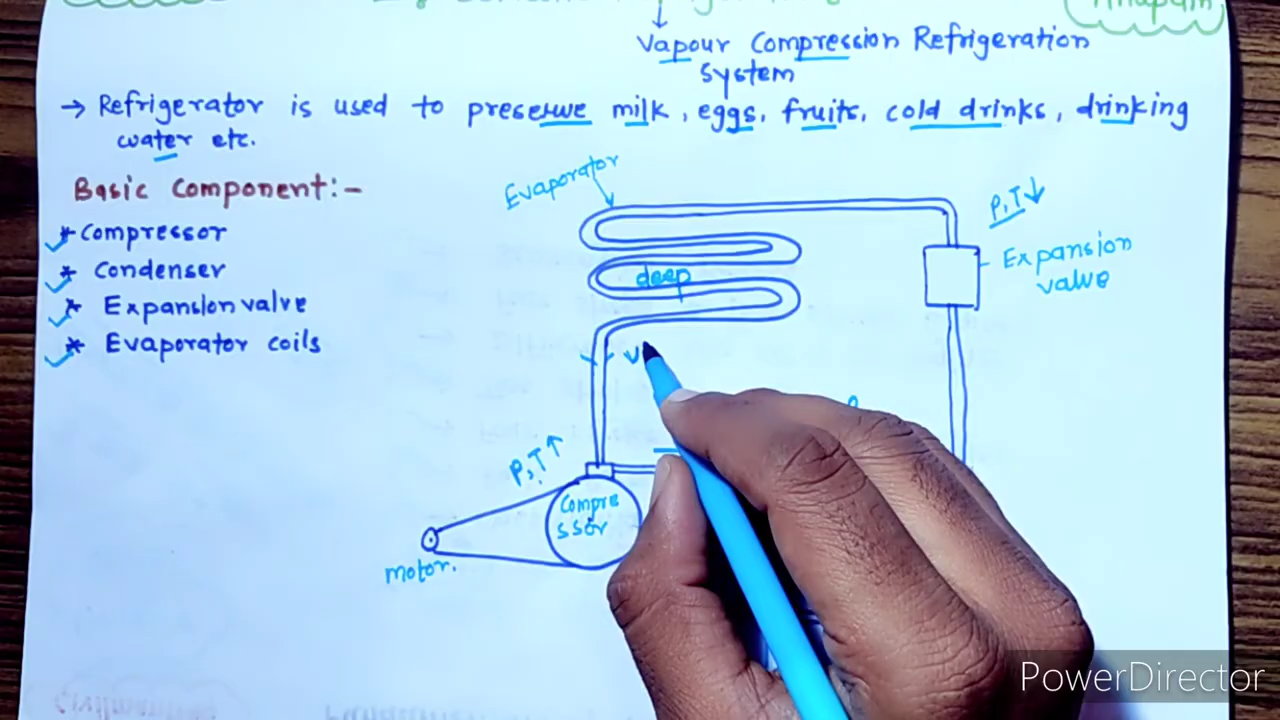 Vapour Compression Refrigeration
System
→ Refrigerator is used to preserve milk, eggs, fruits, cold drinks, drinking
water etc.
Basic Component:-
* Compressor
* Condenser
* Expansion valve
* Evaporator coils
Evaporator
deep
P,T↓
Expansion
valve
P,T↑
Compre
ssor
motor.
PowerDirector